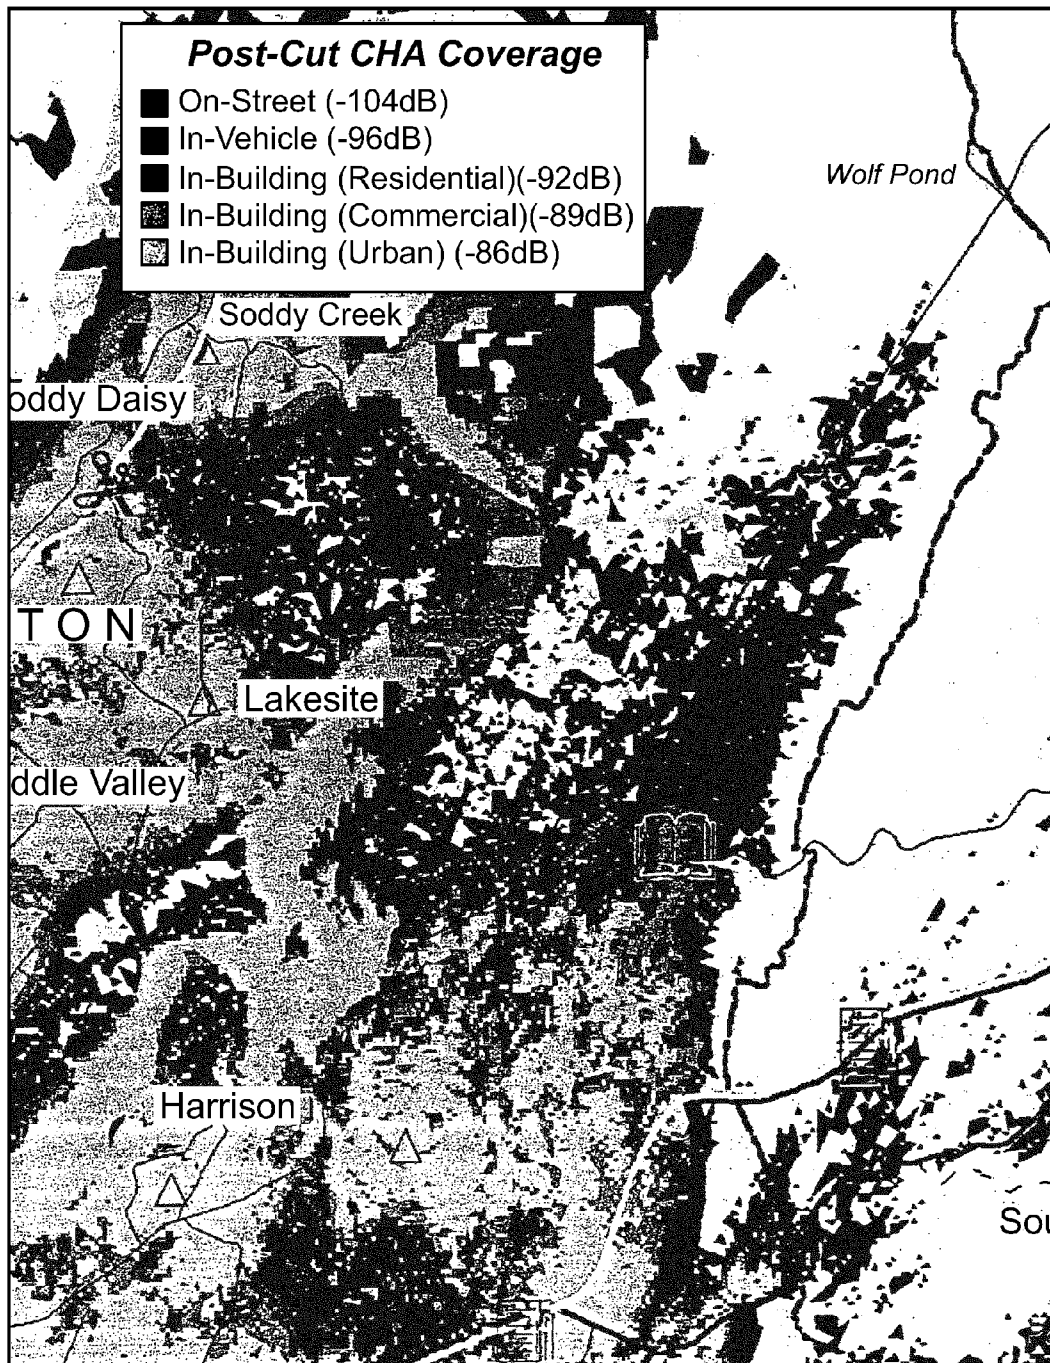 Post-Cut CHA Coverage
On-Street (-104dB)
In-Vehicle (-96dB)
In-Building (Residential)(-92dB)
In-Building (Commercial)(-89dB)
In-Building (Urban) (-86dB)
Wolf Pond
Soddy Creek
oddy Daisy
TON
Lakesite
ddle Valley
Harrison
Sou